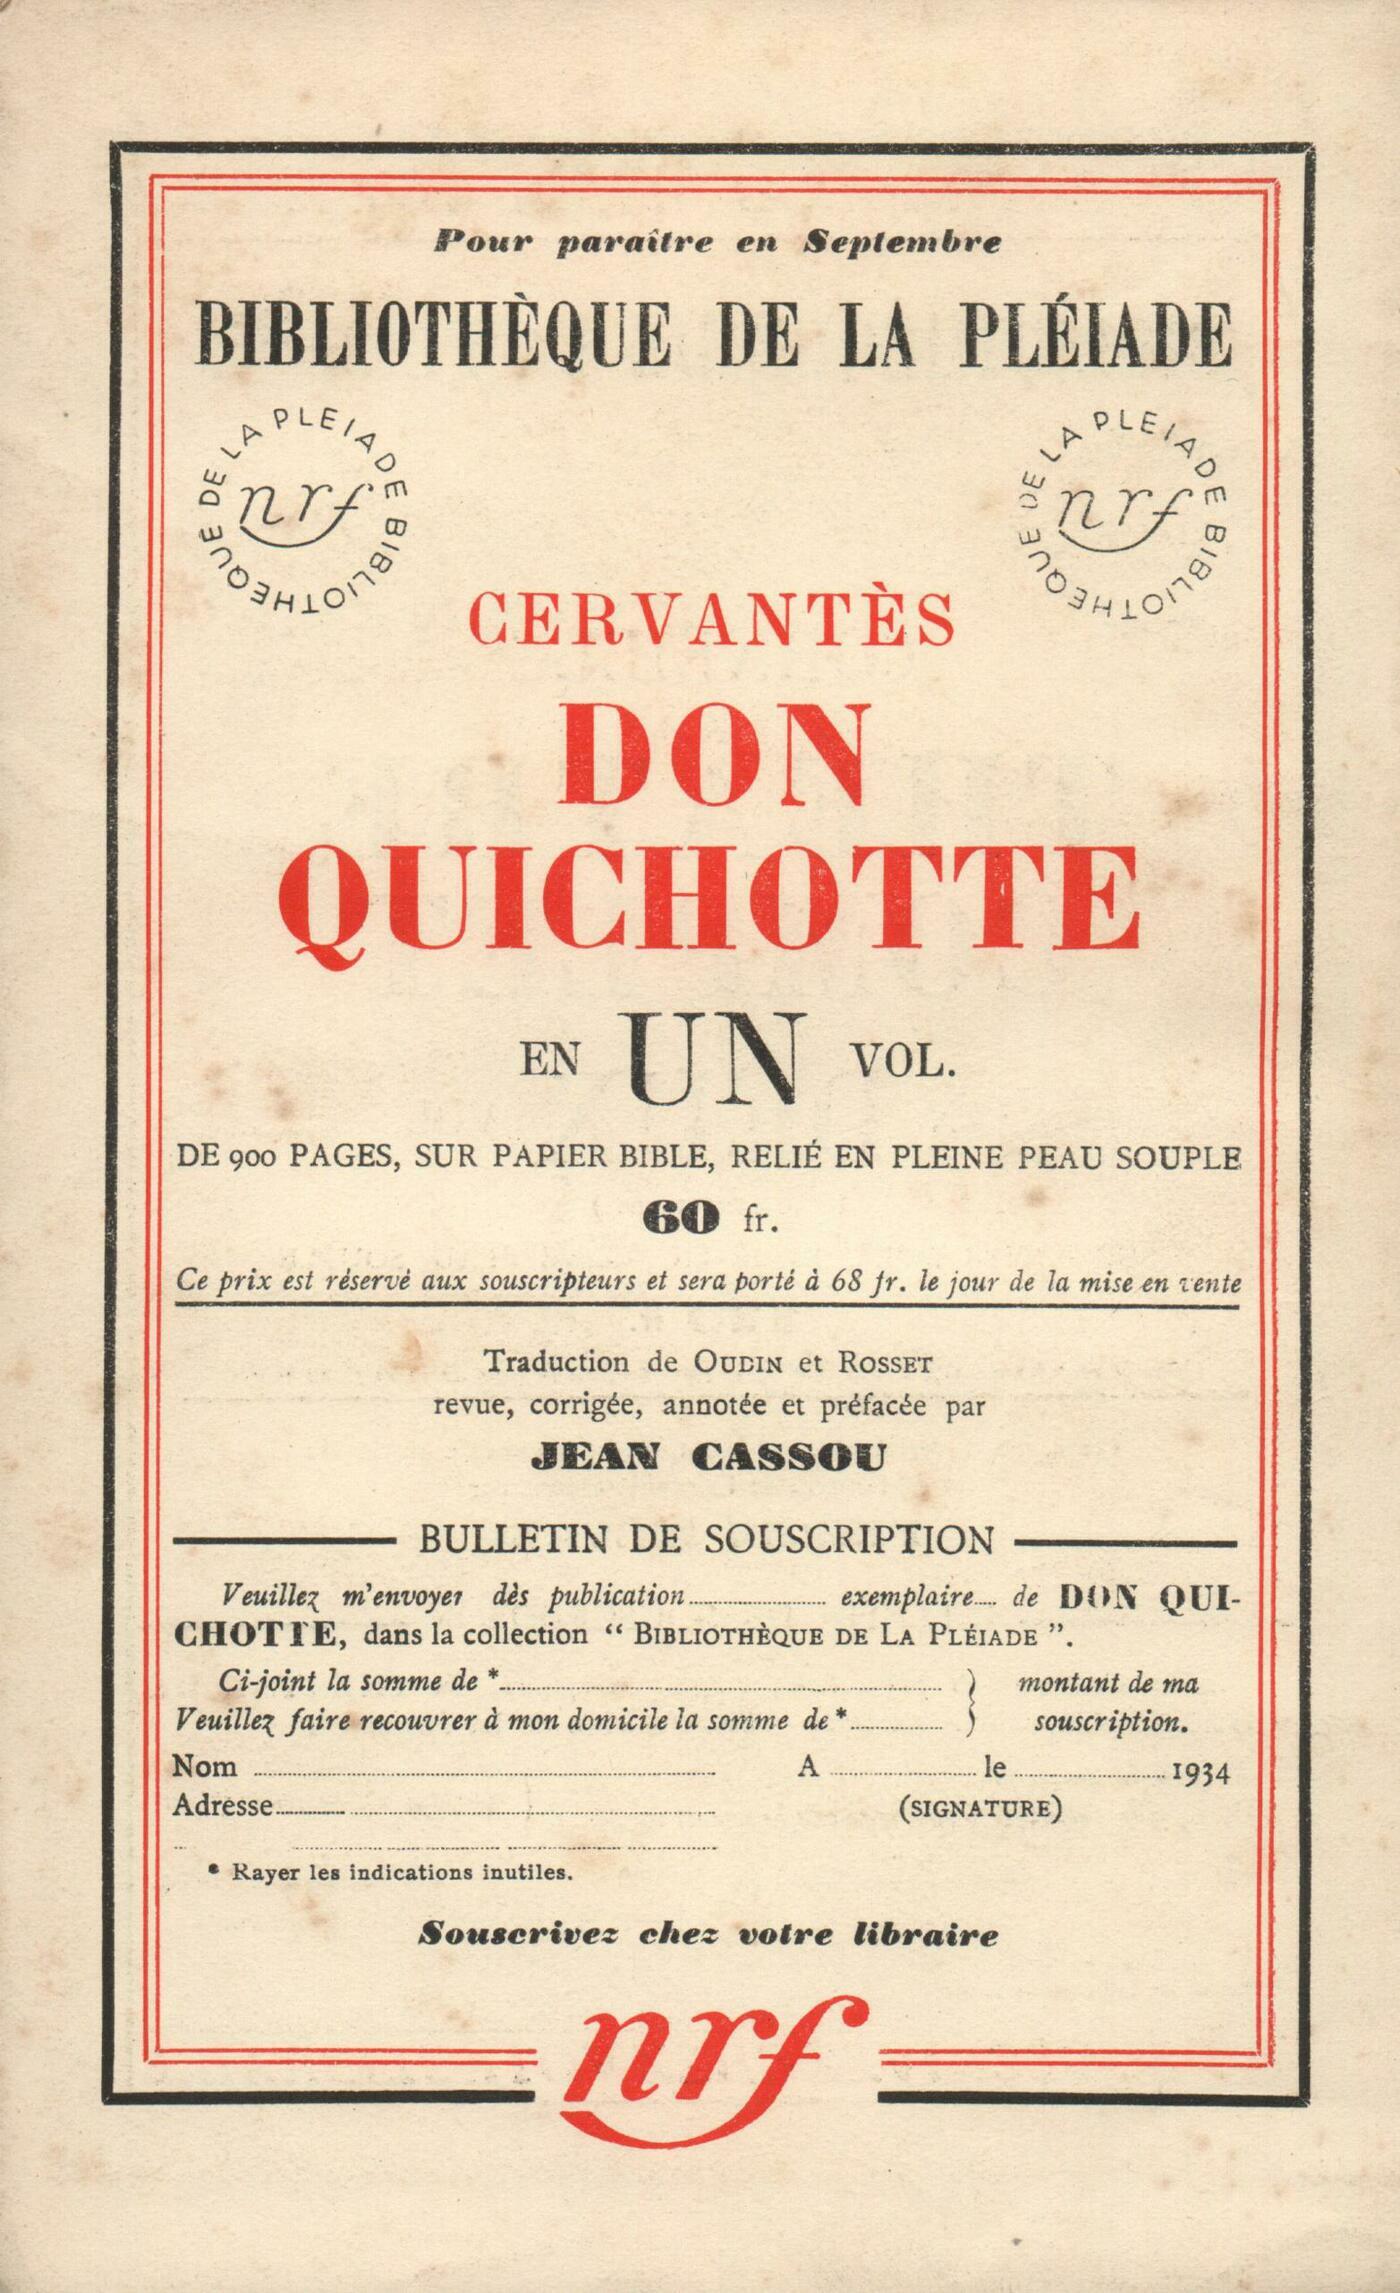 Pour paraître en Septembre
BIBLIOTHÈQUE DE LA PLÉIADE
BIBLIOTHEQUE DE LA PLEIADE
nrf
BIBLIOTHEQUE DE LA PLEIADE
nrf
CERVANTÈS
DON
QUICHOTTE
EN UN VOL.
DE 900 PAGES, SUR PAPIER BIBLE, RELIÉ EN PLEINE PEAU SOUPLE
60 fr.
Ce prix est réservé aux souscripteurs et sera porté à 68 fr. le jour de la mise en vente
Traduction de OUDIN et ROSSET
revue, corrigée, annotée et préfacée par
JEAN CASSOU
BULLETIN DE SOUSCRIPTION
Veuillez m'envoyer dès publication........ exemplaire.... de DON QUI-
CHOTTE, dans la collection “ BIBLIOTHÈQUE DE LA PLÉIADE ”.
Ci-joint la somme de *........ } montant de ma
Veuillez faire recouvrer à mon domicile la somme de *........ } souscription.
Nom ........ A ........ le ........ 1934
Adresse........ (SIGNATURE)
* Rayer les indications inutiles.
Souscrivez chez votre libraire
nrf